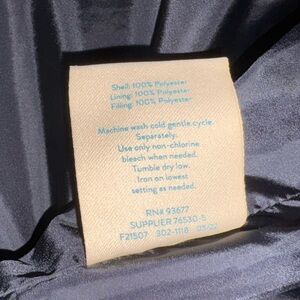 Shell: 100% Polyester
Lining: 100% Polyester
Filling: 100% Polyester
Machine wash cold gentle cycle.
Separately.
Use only non-chlorine
bleach when needed.
Tumble dry low.
Iron on lowest
setting as needed.
RN# 93677
SUPPLIER 76530-5
F21507 302-1118 03/22